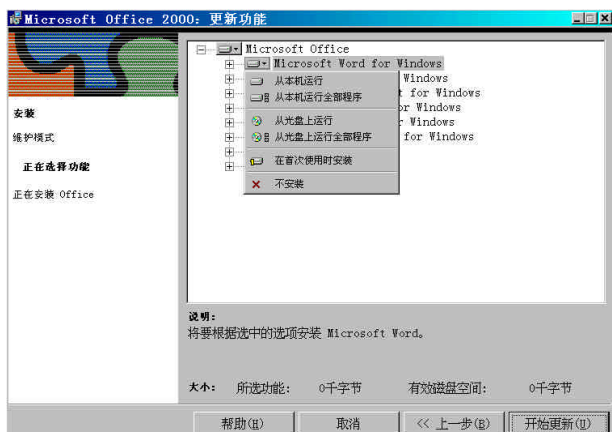 Microsoft Office 2000: 更新功能
安装
维护模式
正在选择功能
正在安装 Office
Microsoft Office
Microsoft Word for Windows
Windows
t for Windows
or Windows
r Windows
for Windows
从本机运行
从本机运行全部程序
从光盘上运行
从光盘上运行全部程序
在首次使用时安装
不安装
说明:
将要根据选中的选项安装 Microsoft Word。
大小: 所选功能: 0千字节 有效磁盘空间: 0千字节
帮助(H) 取消 << 上一步(B) 开始更新(U)